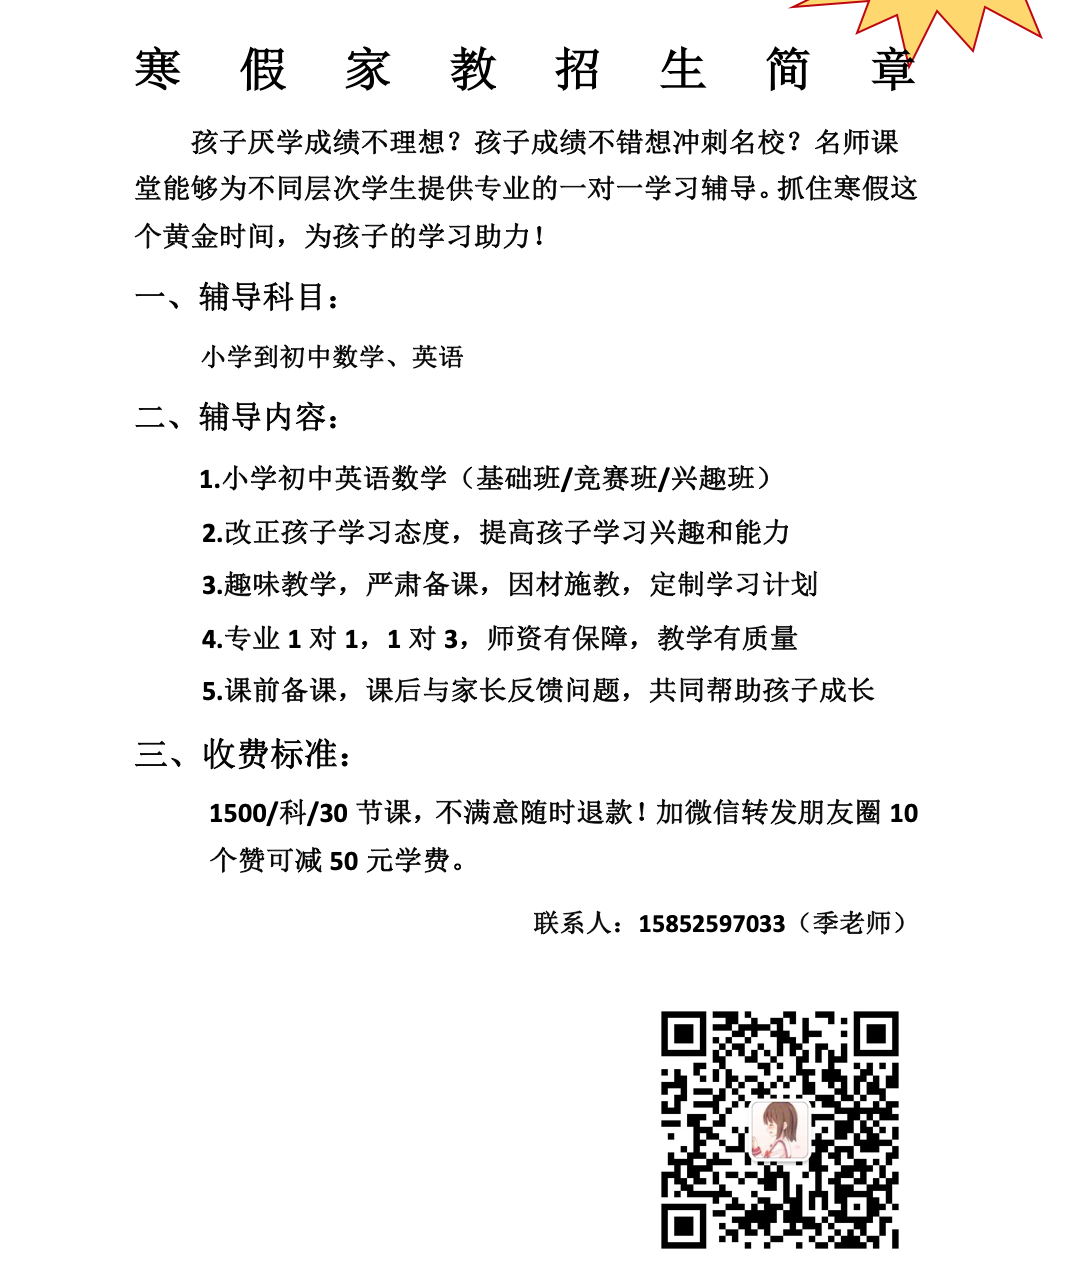 寒假家教招生简章
孩子厌学成绩不理想？孩子成绩不错想冲刺名校？名师课
堂能够为不同层次学生提供专业的一对一学习辅导。抓住寒假这
个黄金时间，为孩子的学习助力！
一、辅导科目：
小学到初中数学、英语
二、辅导内容：
1.小学初中英语数学（基础班/竞赛班/兴趣班）
2.改正孩子学习态度，提高孩子学习兴趣和能力
3.趣味教学，严肃备课，因材施教，定制学习计划
4.专业 1 对 1，1 对 3，师资有保障，教学有质量
5.课前备课，课后与家长反馈问题，共同帮助孩子成长
三、收费标准：
1500/科/30 节课，不满意随时退款！加微信转发朋友圈 10
个赞可减 50 元学费。
联系人：15852597033（季老师）